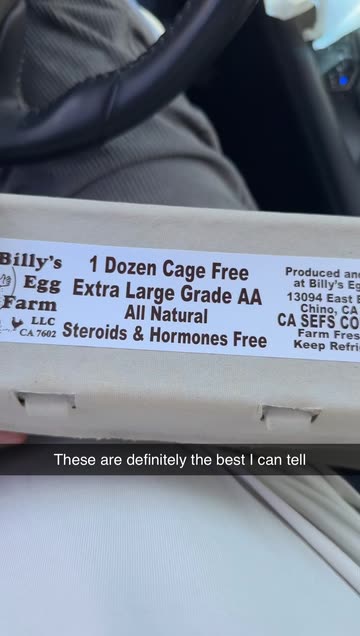 Billy's
Egg
Farm
LLC
CA 7602
1 Dozen Cage Free
Extra Large Grade AA
All Natural
Steroids & Hormones Free
Produced an
at Billy's Eg
13094 East
Chino, CA
CA SEFS CO
Farm Fres
Keep Refri
These are definitely the best I can tell